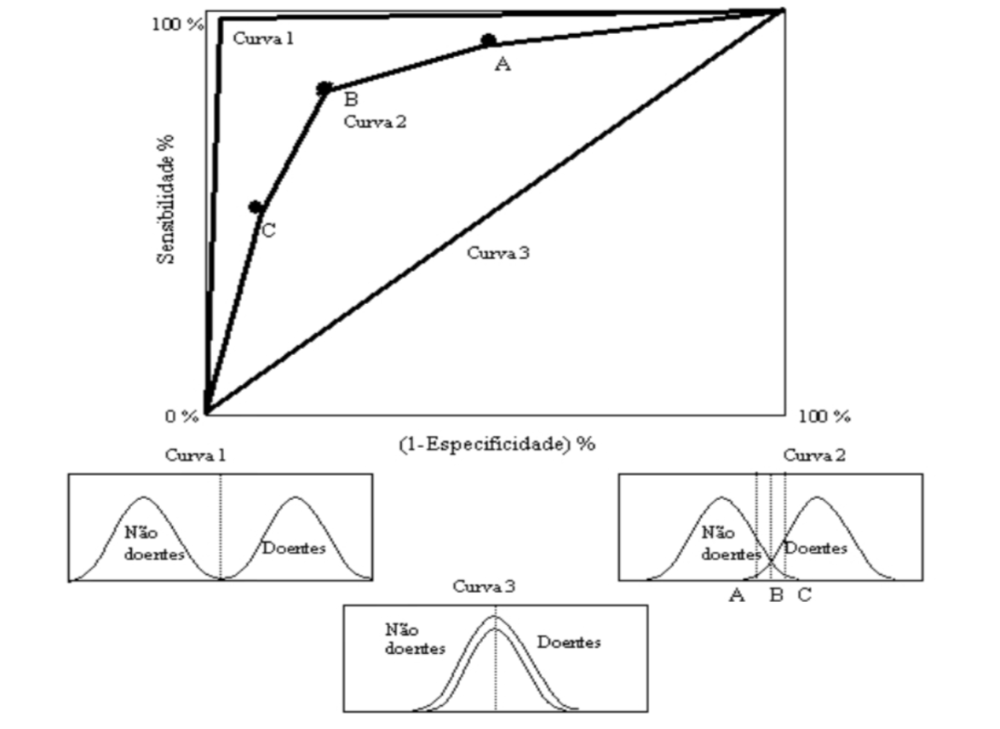 100 %
Curva 1
A
B
Curva 2
Sensibilidade %
C
Curva 3
0 %
100 %
(1-Especificidade) %
Curva 1
Não
doentes
Doentes
Curva 2
Não
doentes
Doentes
A B C
Curva 3
Não
doentes
Doentes